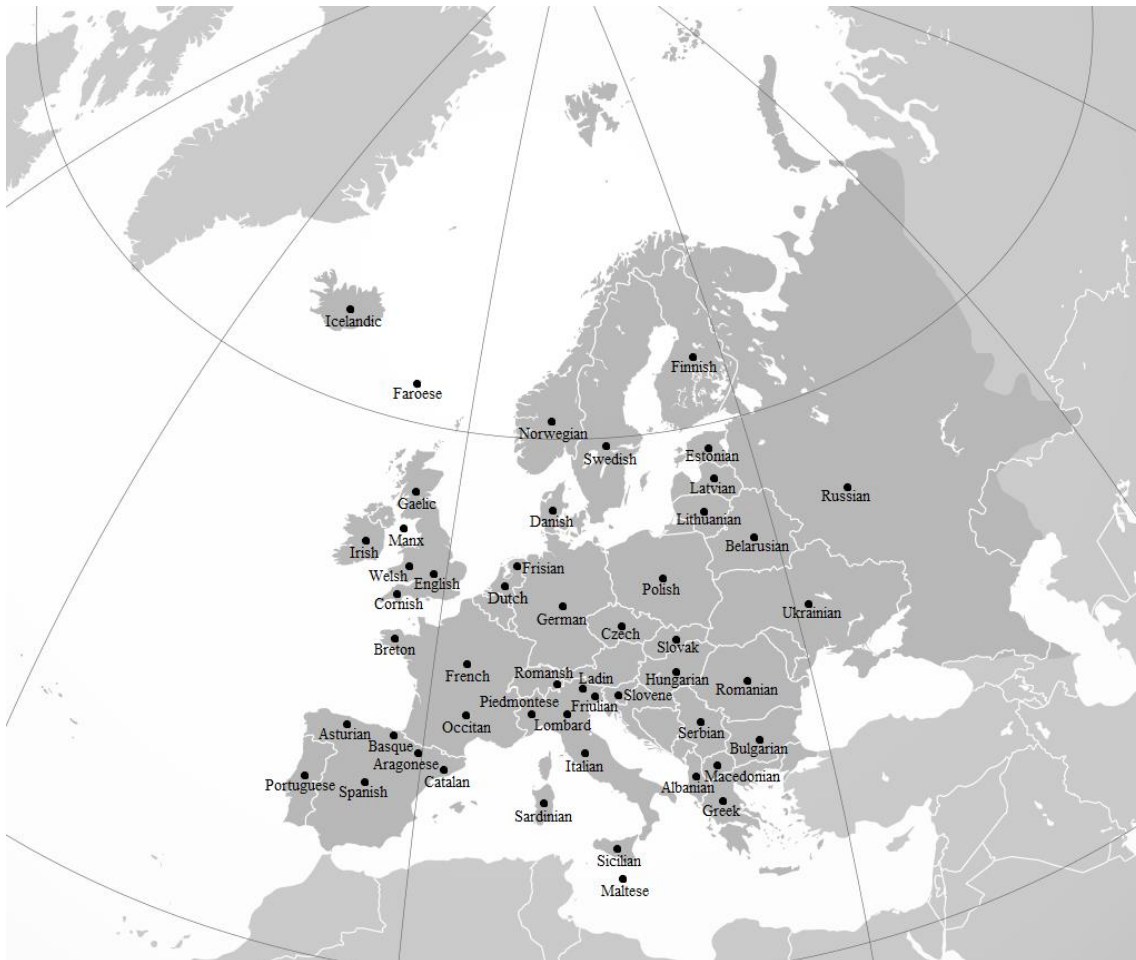 Icelandic
Finnish
Faroese
Norwegian
Swedish
Estonian
Latvian
Russian
Gaelic
Lithuanian
Danish
Manx
Belarusian
Irish
Welsh
Frisian
English
Polish
Dutch
Cornish
German
Ukrainian
Czech
Breton
Slovak
French
Romansh
Ladin
Hungarian
Romanian
Piedmontese
Friulian
Slovene
Occitan
Lombard
Asturian
Serbian
Basque
Bulgarian
Aragonese
Italian
Macedonian
Catalan
Portuguese
Spanish
Albanian
Greek
Sardinian
Sicilian
Maltese